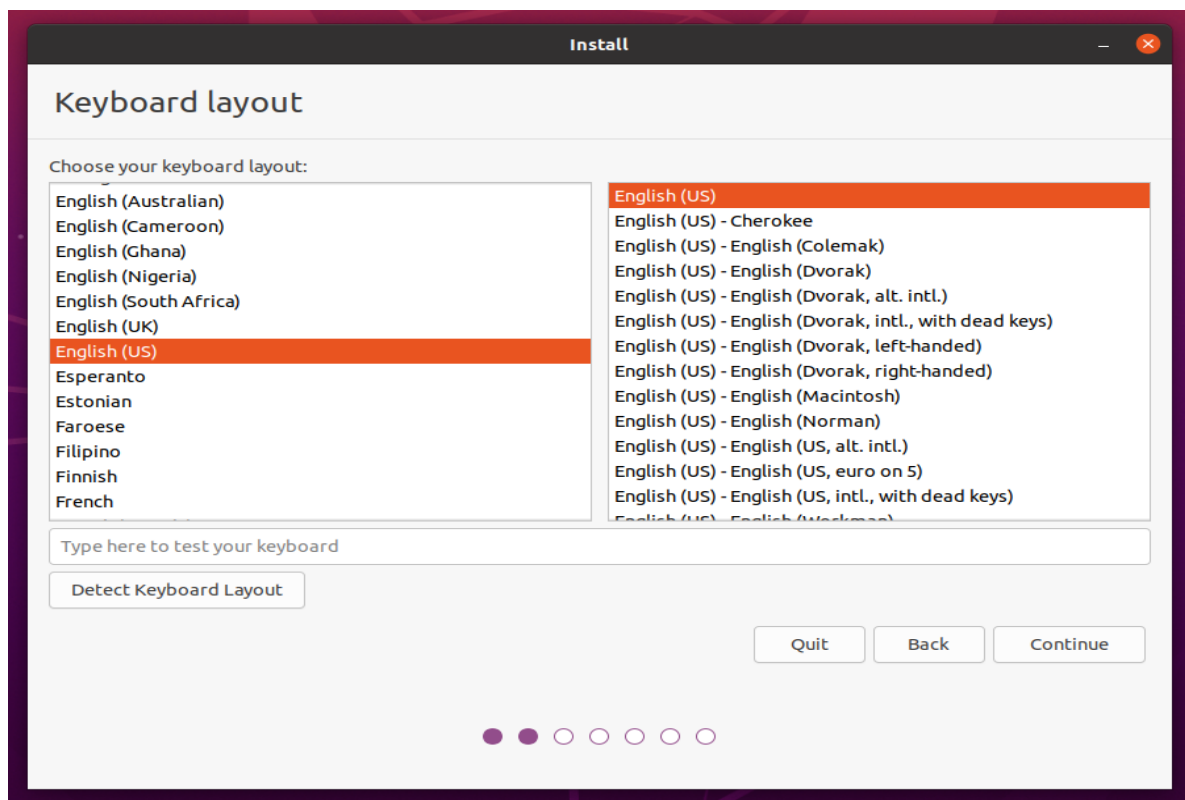 Install
Keyboard layout
Choose your keyboard layout:
English (Australian)
English (Cameroon)
English (Ghana)
English (Nigeria)
English (South Africa)
English (UK)
English (US)
Esperanto
Estonian
Faroese
Filipino
Finnish
French
English (US)
English (US) - Cherokee
English (US) - English (Colemak)
English (US) - English (Dvorak)
English (US) - English (Dvorak, alt. intl.)
English (US) - English (Dvorak, intl., with dead keys)
English (US) - English (Dvorak, left-handed)
English (US) - English (Dvorak, right-handed)
English (US) - English (Macintosh)
English (US) - English (Norman)
English (US) - English (US, alt. intl.)
English (US) - English (US, euro on 5)
English (US) - English (US, intl., with dead keys)
English (US) - English (Workman)
Type here to test your keyboard
Detect Keyboard Layout
Quit Back Continue